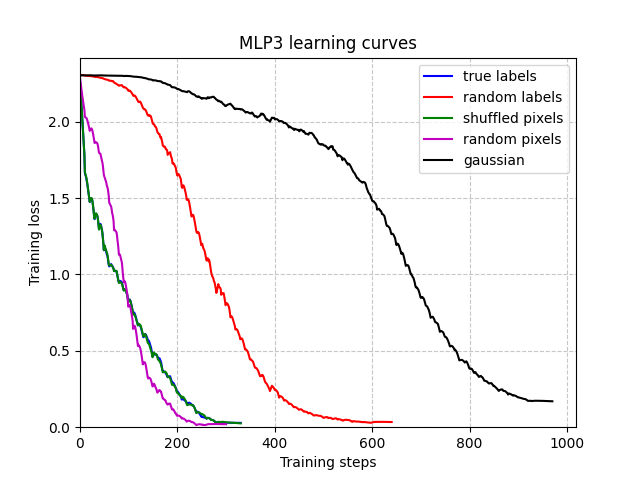 MLP3 learning curves
true labels
random labels
shuffled pixels
random pixels
gaussian
Training loss
2.0
1.5
1.0
0.5
0.0
0 200 400 600 800 1000
Training steps